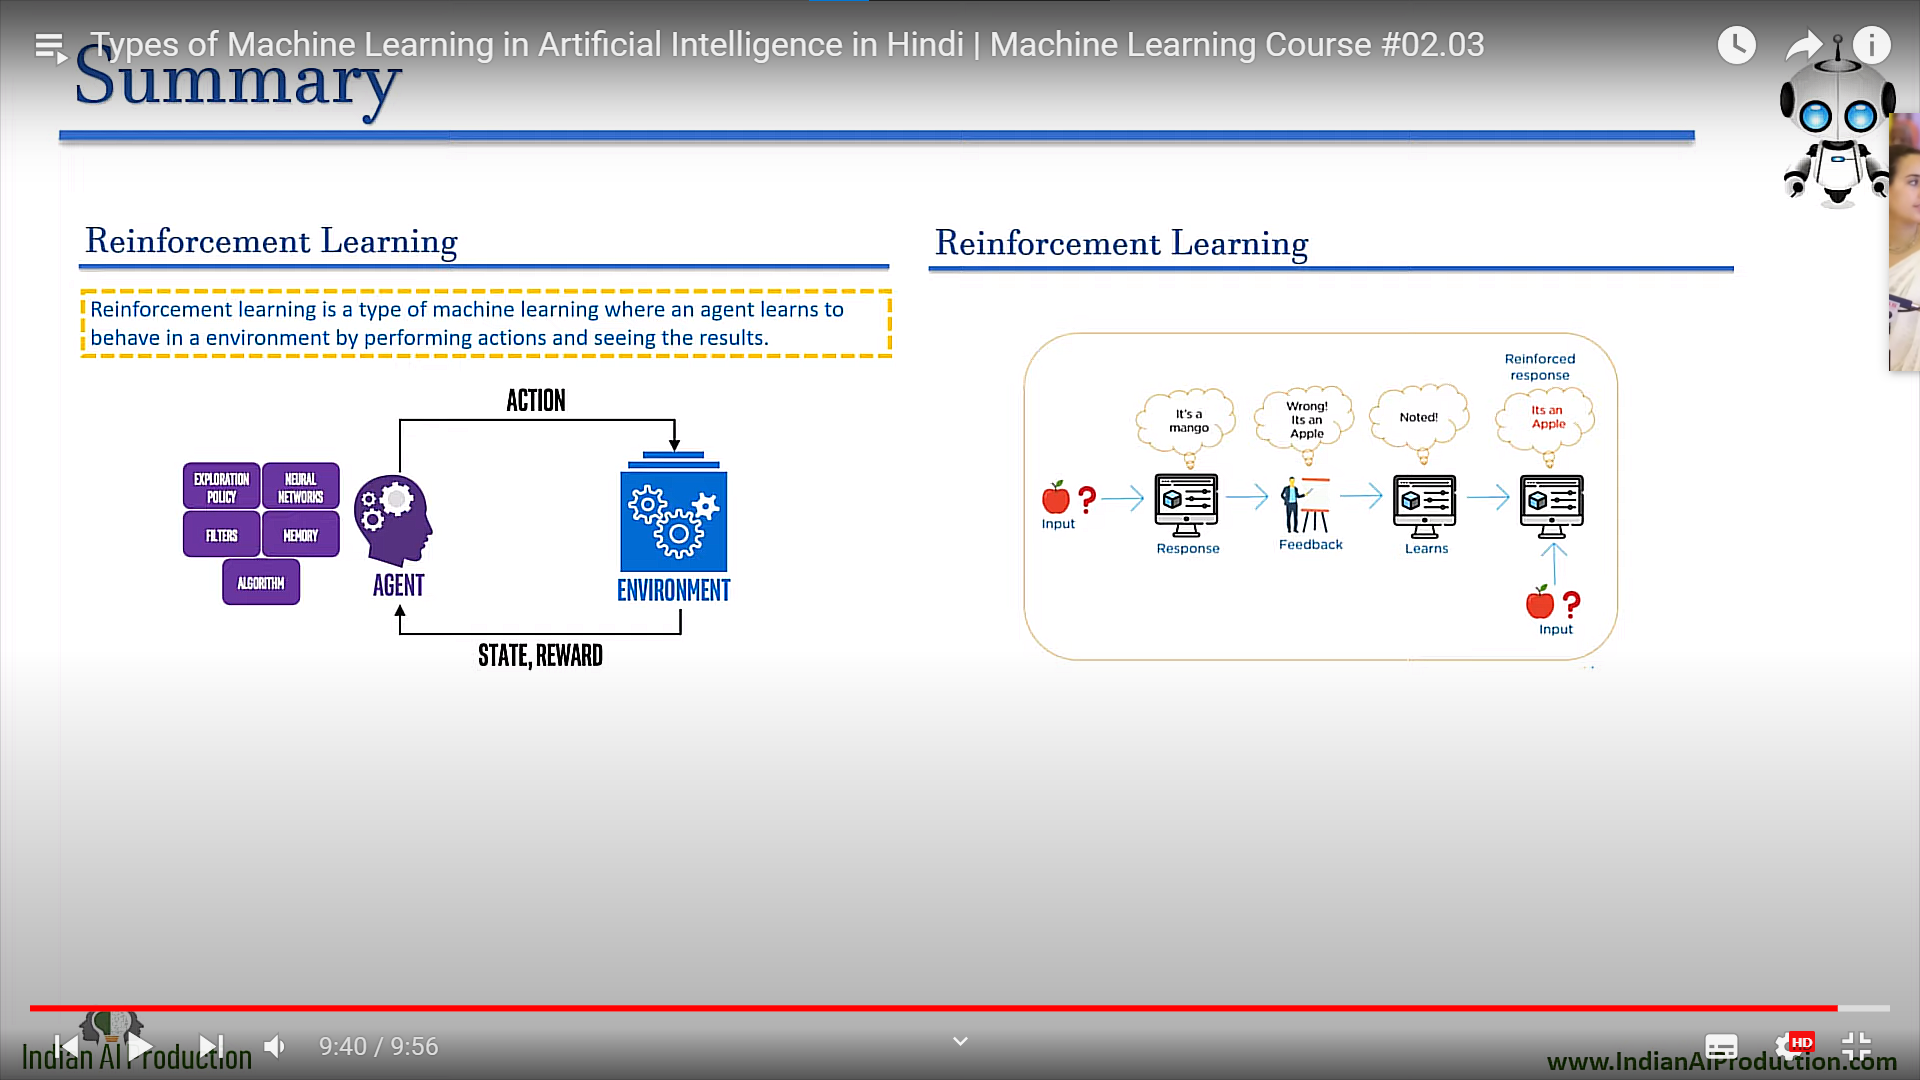 Types of Machine Learning in Artificial Intelligence in Hindi | Machine Learning Course #02.03
Summary
Reinforcement Learning
Reinforcement learning is a type of machine learning where an agent learns to
behave in a environment by performing actions and seeing the results.
ACTION
EXPLORATION
POLICY
NEURAL
NETWORKS
FILTERS
MEMORY
ALGORITHM
AGENT
ENVIRONMENT
STATE, REWARD
Reinforcement Learning
Reinforced
response
It's a
mango
Wrong!
Its an
Apple
Noted!
Its an
Apple
Input
Response
Feedback
Learns
Input
9:40 / 9:56
HD
Indian AI Production
www.IndianAIProduction.com